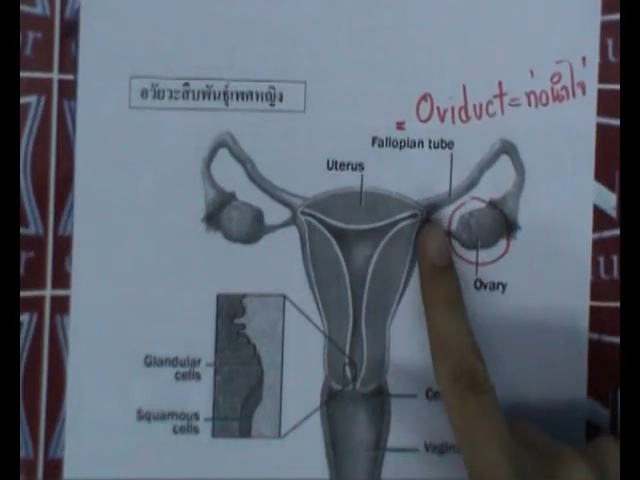 อวัยวะสืบพันธุ์เพศหญิง
= Oviduct = ท่อนำไข่
Fallopian tube
Uterus
Ovary
Glandular
cells
Squamous
cells